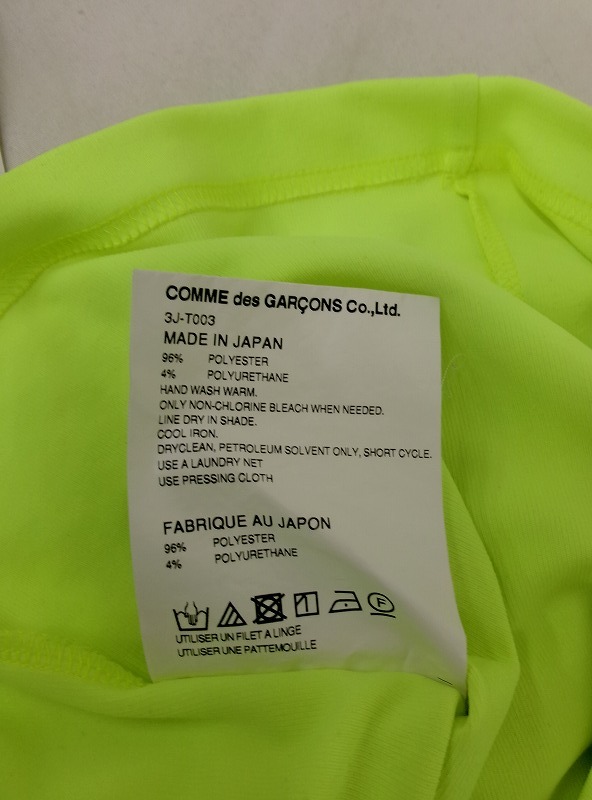 COMME des GARÇONS Co.,Ltd.
3J-T003
MADE IN JAPAN
96% POLYESTER
4% POLYURETHANE
HAND WASH WARM.
ONLY NON-CHLORINE BLEACH WHEN NEEDED.
LINE DRY IN SHADE.
COOL IRON.
DRYCLEAN, PETROLEUM SOLVENT ONLY, SHORT CYCLE.
USE A LAUNDRY NET
USE PRESSING CLOTH
FABRIQUE AU JAPON
96% POLYESTER
4% POLYURETHANE
F
UTILISER UN FILET A LINGE
UTILISER UNE PATTEMOUILLE